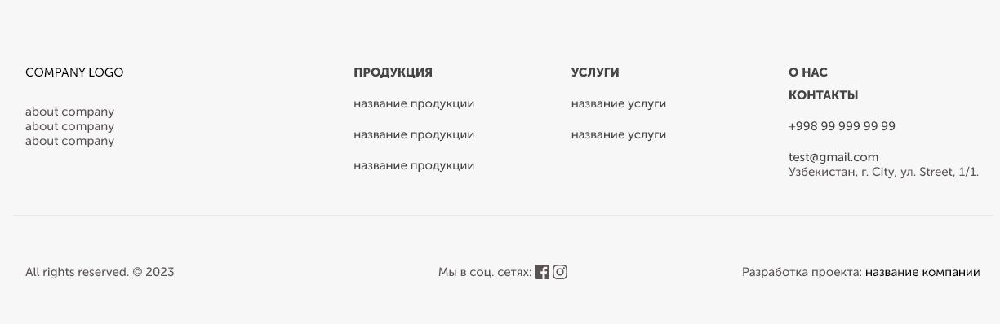 COMPANY LOGO
about company
about company
about company
ПРОДУКЦИЯ
название продукции
название продукции
название продукции
УСЛУГИ
название услуги
название услуги
О НАС
КОНТАКТЫ
+998 99 999 99 99
test@gmail.com
Узбекистан, г. City, ул. Street, 1/1.
All rights reserved. © 2023
Мы в соц. сетях:
Разработка проекта: название компании